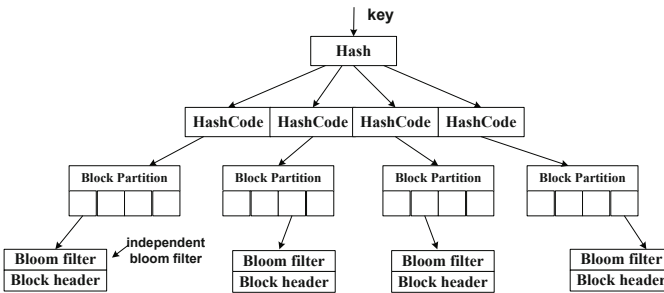 key
Hash
HashCode HashCode HashCode HashCode
Block Partition Block Partition Block Partition Block Partition
independent
bloom filter
Bloom filter Bloom filter Bloom filter Bloom filter
Block header Block header Block header Block header